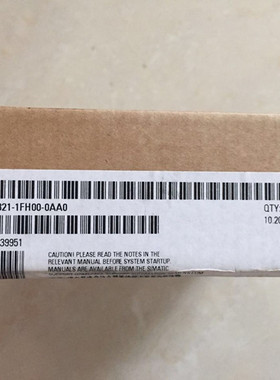 321-1FH00-0AA0
QTY:
10.20
39951
CAUTION! PLEASE READ THE NOTES IN THE
RELEVANT MANUAL BEFORE SYSTEM STARTUP.
MANUALS ARE AVAILABLE FROM THE SIMATIC